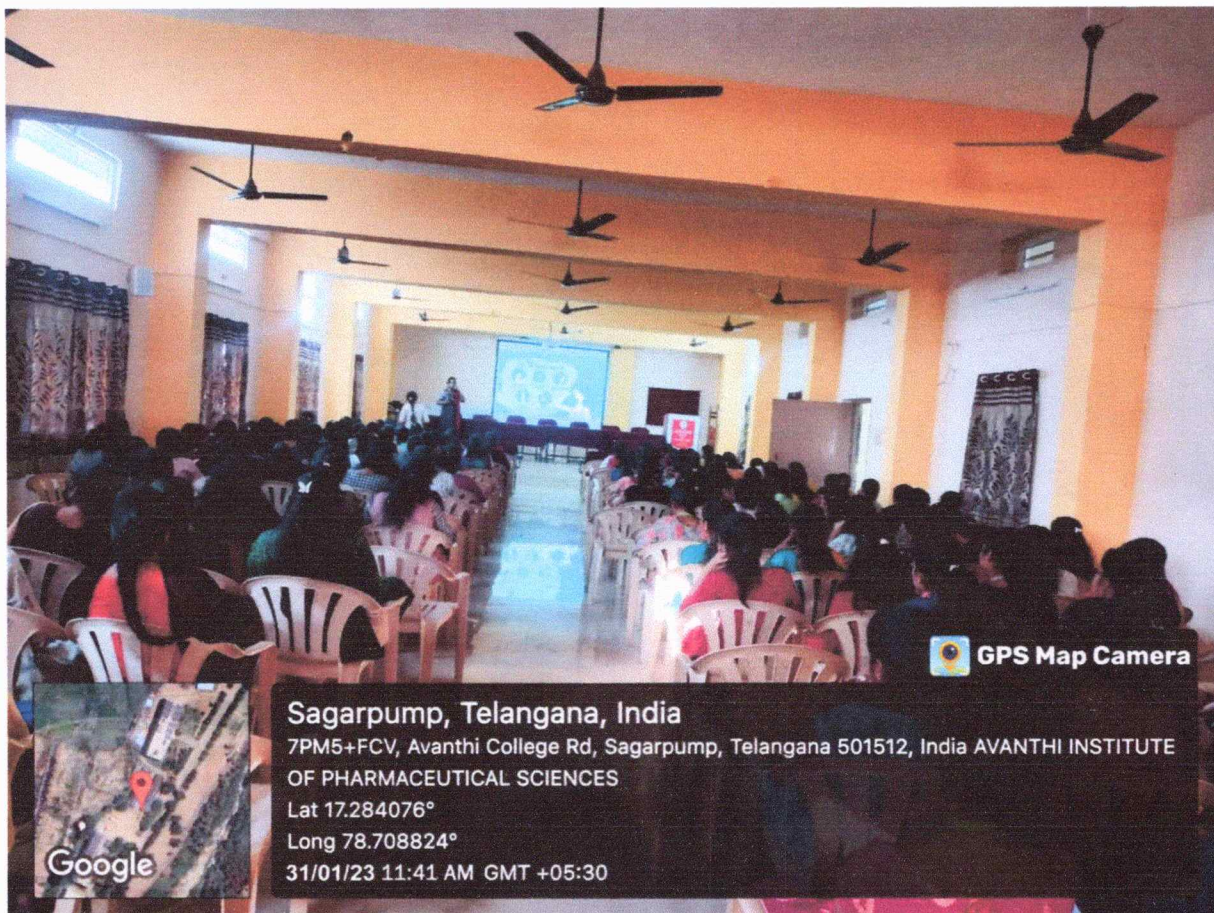 GPS Map Camera
Sagarpump, Telangana, India
7PM5+FCV, Avanthi College Rd, Sagarpump, Telangana 501512, India AVANTHI INSTITUTE
OF PHARMACEUTICAL SCIENCES
Lat 17.284076°
Long 78.708824°
31/01/23 11:41 AM GMT +05:30
Google